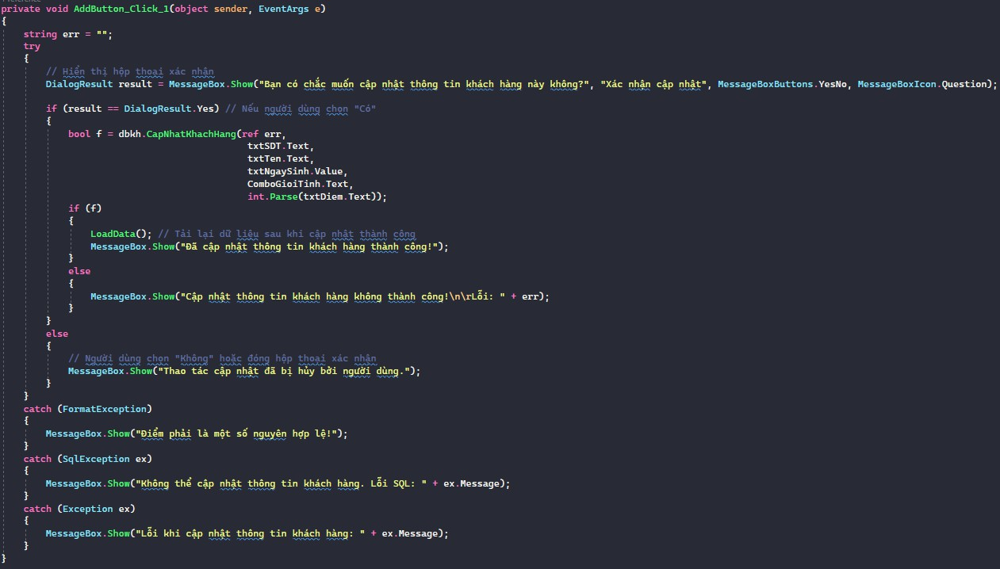 private void AddButton_Click_1(object sender, EventArgs e)
{
    string err = "";
    try
    {
        // Hiển thị hộp thoại xác nhận
        DialogResult result = MessageBox.Show("Bạn có chắc muốn cập nhật thông tin khách hàng này không?", "Xác nhận cập nhật", MessageBoxButtons.YesNo, MessageBoxIcon.Question);
        if (result == DialogResult.Yes) // Nếu người dùng chọn "Có"
        {
            bool f = dbkh.CapNhatKhachHang(ref err,
                                            txtSDT.Text,
                                            txtTen.Text,
                                            txtNgaySinh.Value,
                                            ComboGioiTinh.Text,
                                            int.Parse(txtDiem.Text));
            if (f)
            {
                LoadData(); // Tải lại dữ liệu sau khi cập nhật thành công
                MessageBox.Show("Đã cập nhật thông tin khách hàng thành công!");
            }
            else
            {
                MessageBox.Show("Cập nhật thông tin khách hàng không thành công!\n\rLỗi: " + err);
            }
        }
        else
        {
            // Người dùng chọn "Không" hoặc đóng hộp thoại xác nhận
            MessageBox.Show("Thao tác cập nhật đã bị hủy bởi người dùng.");
        }
    }
    catch (FormatException)
    {
        MessageBox.Show("Điểm phải là một số nguyên hợp lệ!");
    }
    catch (SqlException ex)
    {
        MessageBox.Show("Không thể cập nhật thông tin khách hàng. Lỗi SQL: " + ex.Message);
    }
    catch (Exception ex)
    {
        MessageBox.Show("Lỗi khi cập nhật thông tin khách hàng: " + ex.Message);
    }
}